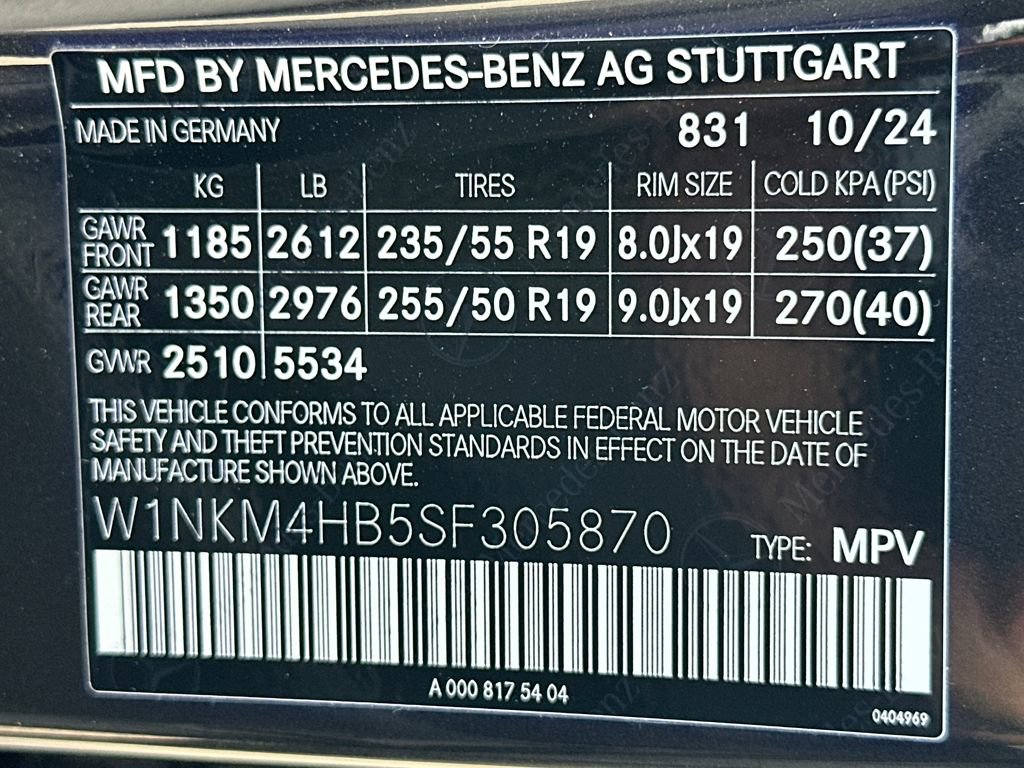 MFD BY MERCEDES-BENZ AG STUTTGART
MADE IN GERMANY 831 10/24
KG LB TIRES RIM SIZE COLD KPA (PSI)
GAWR FRONT 1185 2612 235/55 R19 8.0Jx19 250(37)
GAWR REAR 1350 2976 255/50 R19 9.0Jx19 270(40)
GVWR 2510 5534
THIS VEHICLE CONFORMS TO ALL APPLICABLE FEDERAL MOTOR VEHICLE
SAFETY AND THEFT PREVENTION STANDARDS IN EFFECT ON THE DATE OF
MANUFACTURE SHOWN ABOVE.
W1NKM4HB5SF305870 TYPE: MPV
A 000 817 54 04
0404969